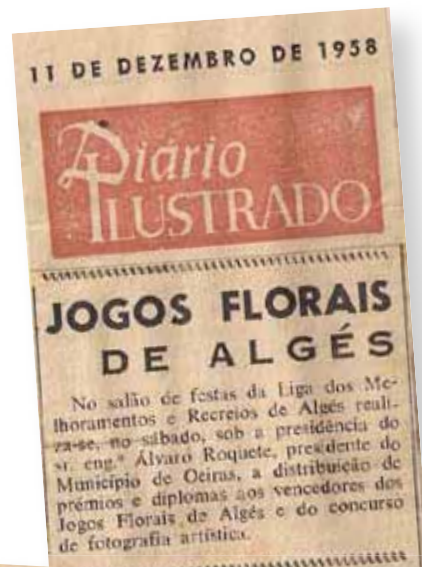 11 DE DEZEMBRO DE 1958
Diário
ILUSTRADO
JOGOS FLORAIS
DE ALGÉS
No salão de festas da Liga dos Me-
lhoramentos e Recreios de Algés reali-
za-se, no sábado, sob a presidência do
sr. eng.º Álvaro Roquete, presidente do
Município de Oeiras, a distribuição de
prémios e diplomas aos vencedores dos
Jogos Florais de Algés e do concurso
de fotografia artística.